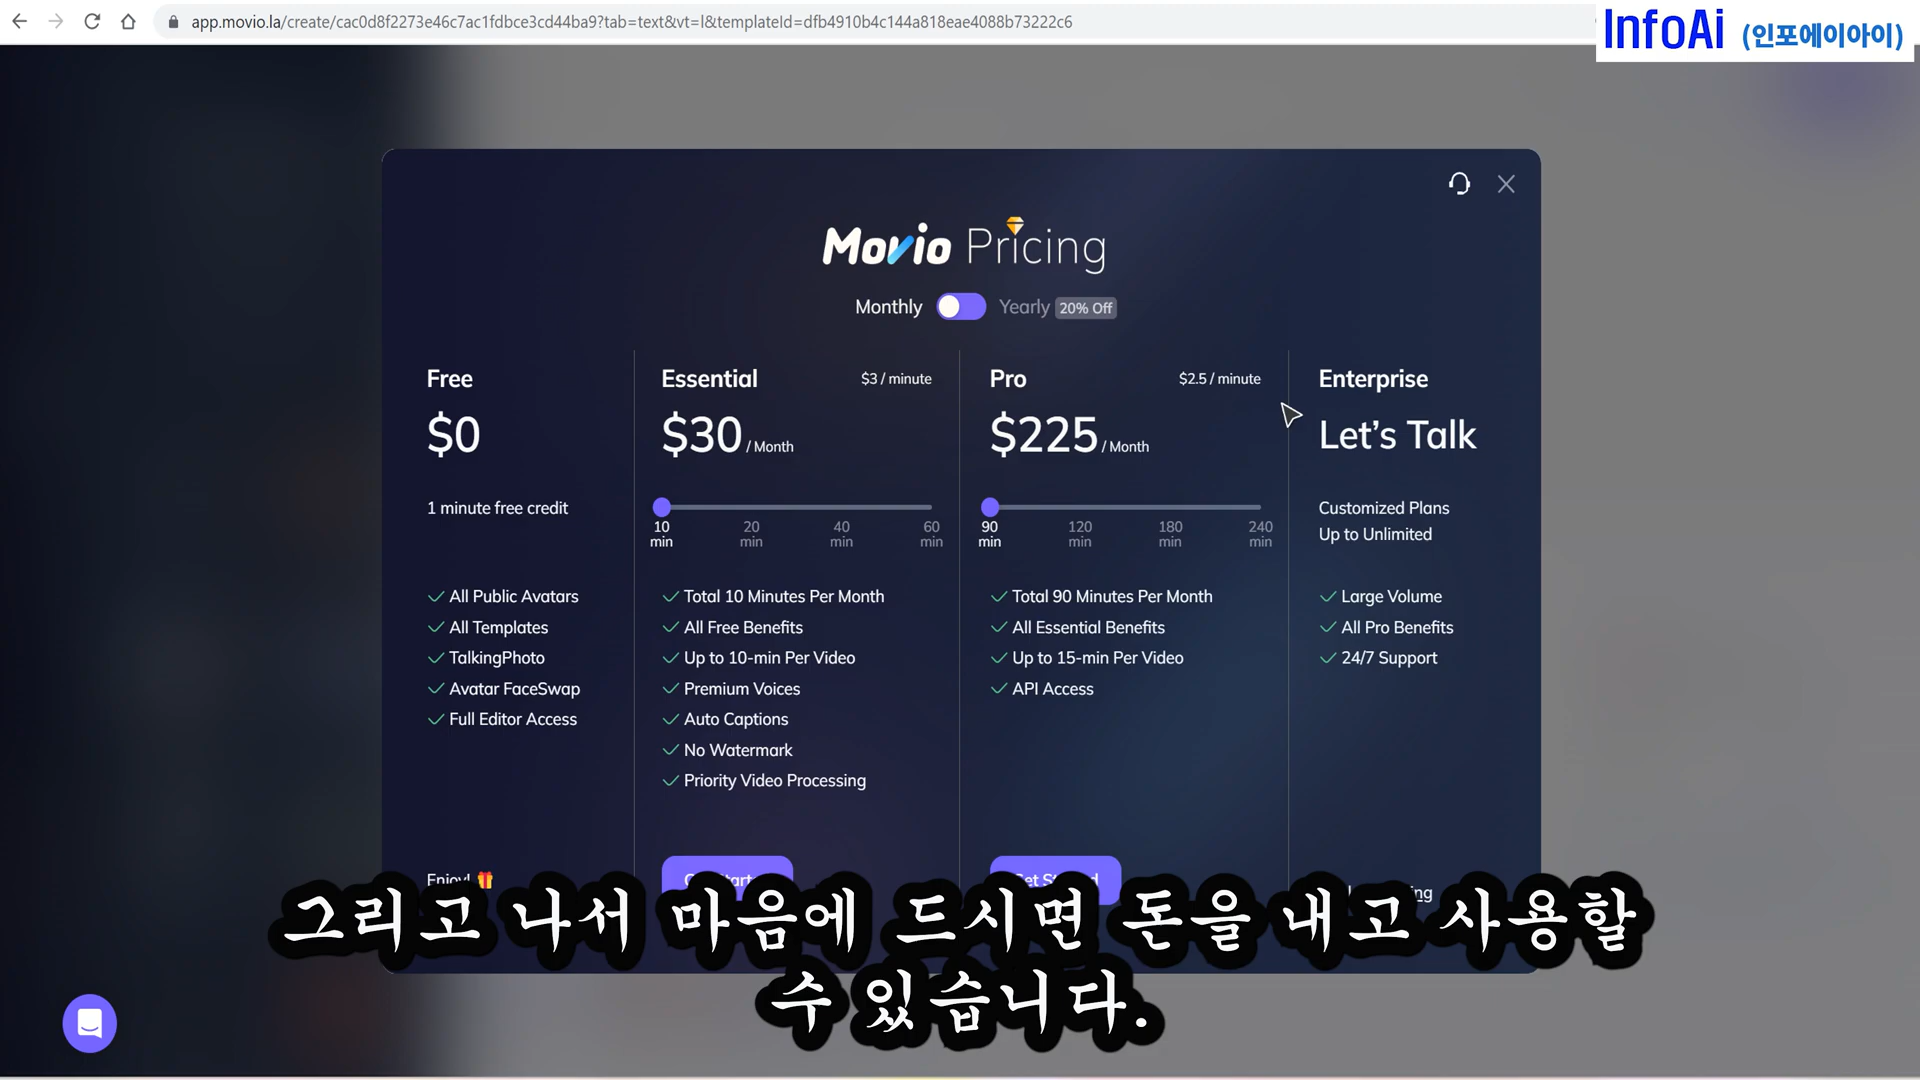 app.movio.la/create/cac0d8f2273e46c7ac1fdbce3cd44ba9?tab=text&vt=l&templateId=dfb4910b4c144a818eae4088b73222c6
InfoAi (인포에이아이)
Movio Pricing
Monthly Yearly 20% Off
Free
$0
1 minute free credit
All Public Avatars
All Templates
TalkingPhoto
Avatar FaceSwap
Full Editor Access
Enjoy!
Essential $3 / minute
$30 / Month
10 min 20 min 40 min 60 min
Total 10 Minutes Per Month
All Free Benefits
Up to 10-min Per Video
Premium Voices
Auto Captions
No Watermark
Priority Video Processing
Pro $2.5 / minute
$225 / Month
90 min 120 min 180 min 240 min
Total 90 Minutes Per Month
All Essential Benefits
Up to 15-min Per Video
API Access
Enterprise
Let's Talk
Customized Plans
Up to Unlimited
Large Volume
All Pro Benefits
24/7 Support
그리고 나서 마음에 드시면 돈을 내고 사용할
수 있습니다.